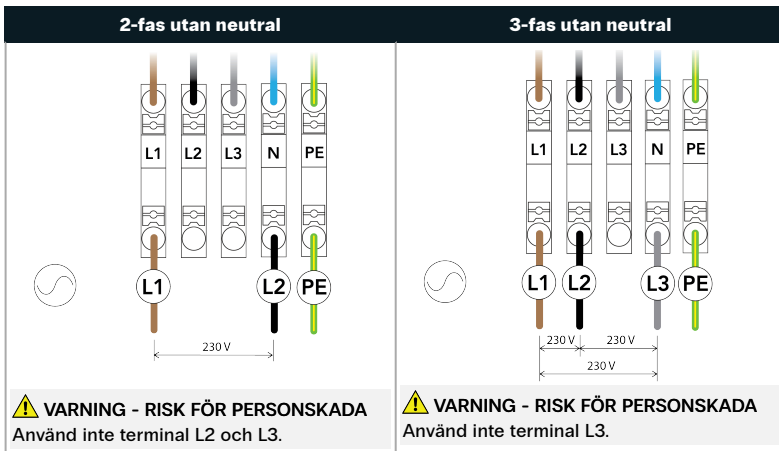 2-fas utan neutral
L1 L2 L3 N PE
L1 L2 PE
230 V
VARNING - RISK FÖR PERSONSKADA
Använd inte terminal L2 och L3.
3-fas utan neutral
L1 L2 L3 N PE
L1 L2 L3 PE
230 V 230 V
230 V
VARNING - RISK FÖR PERSONSKADA
Använd inte terminal L3.